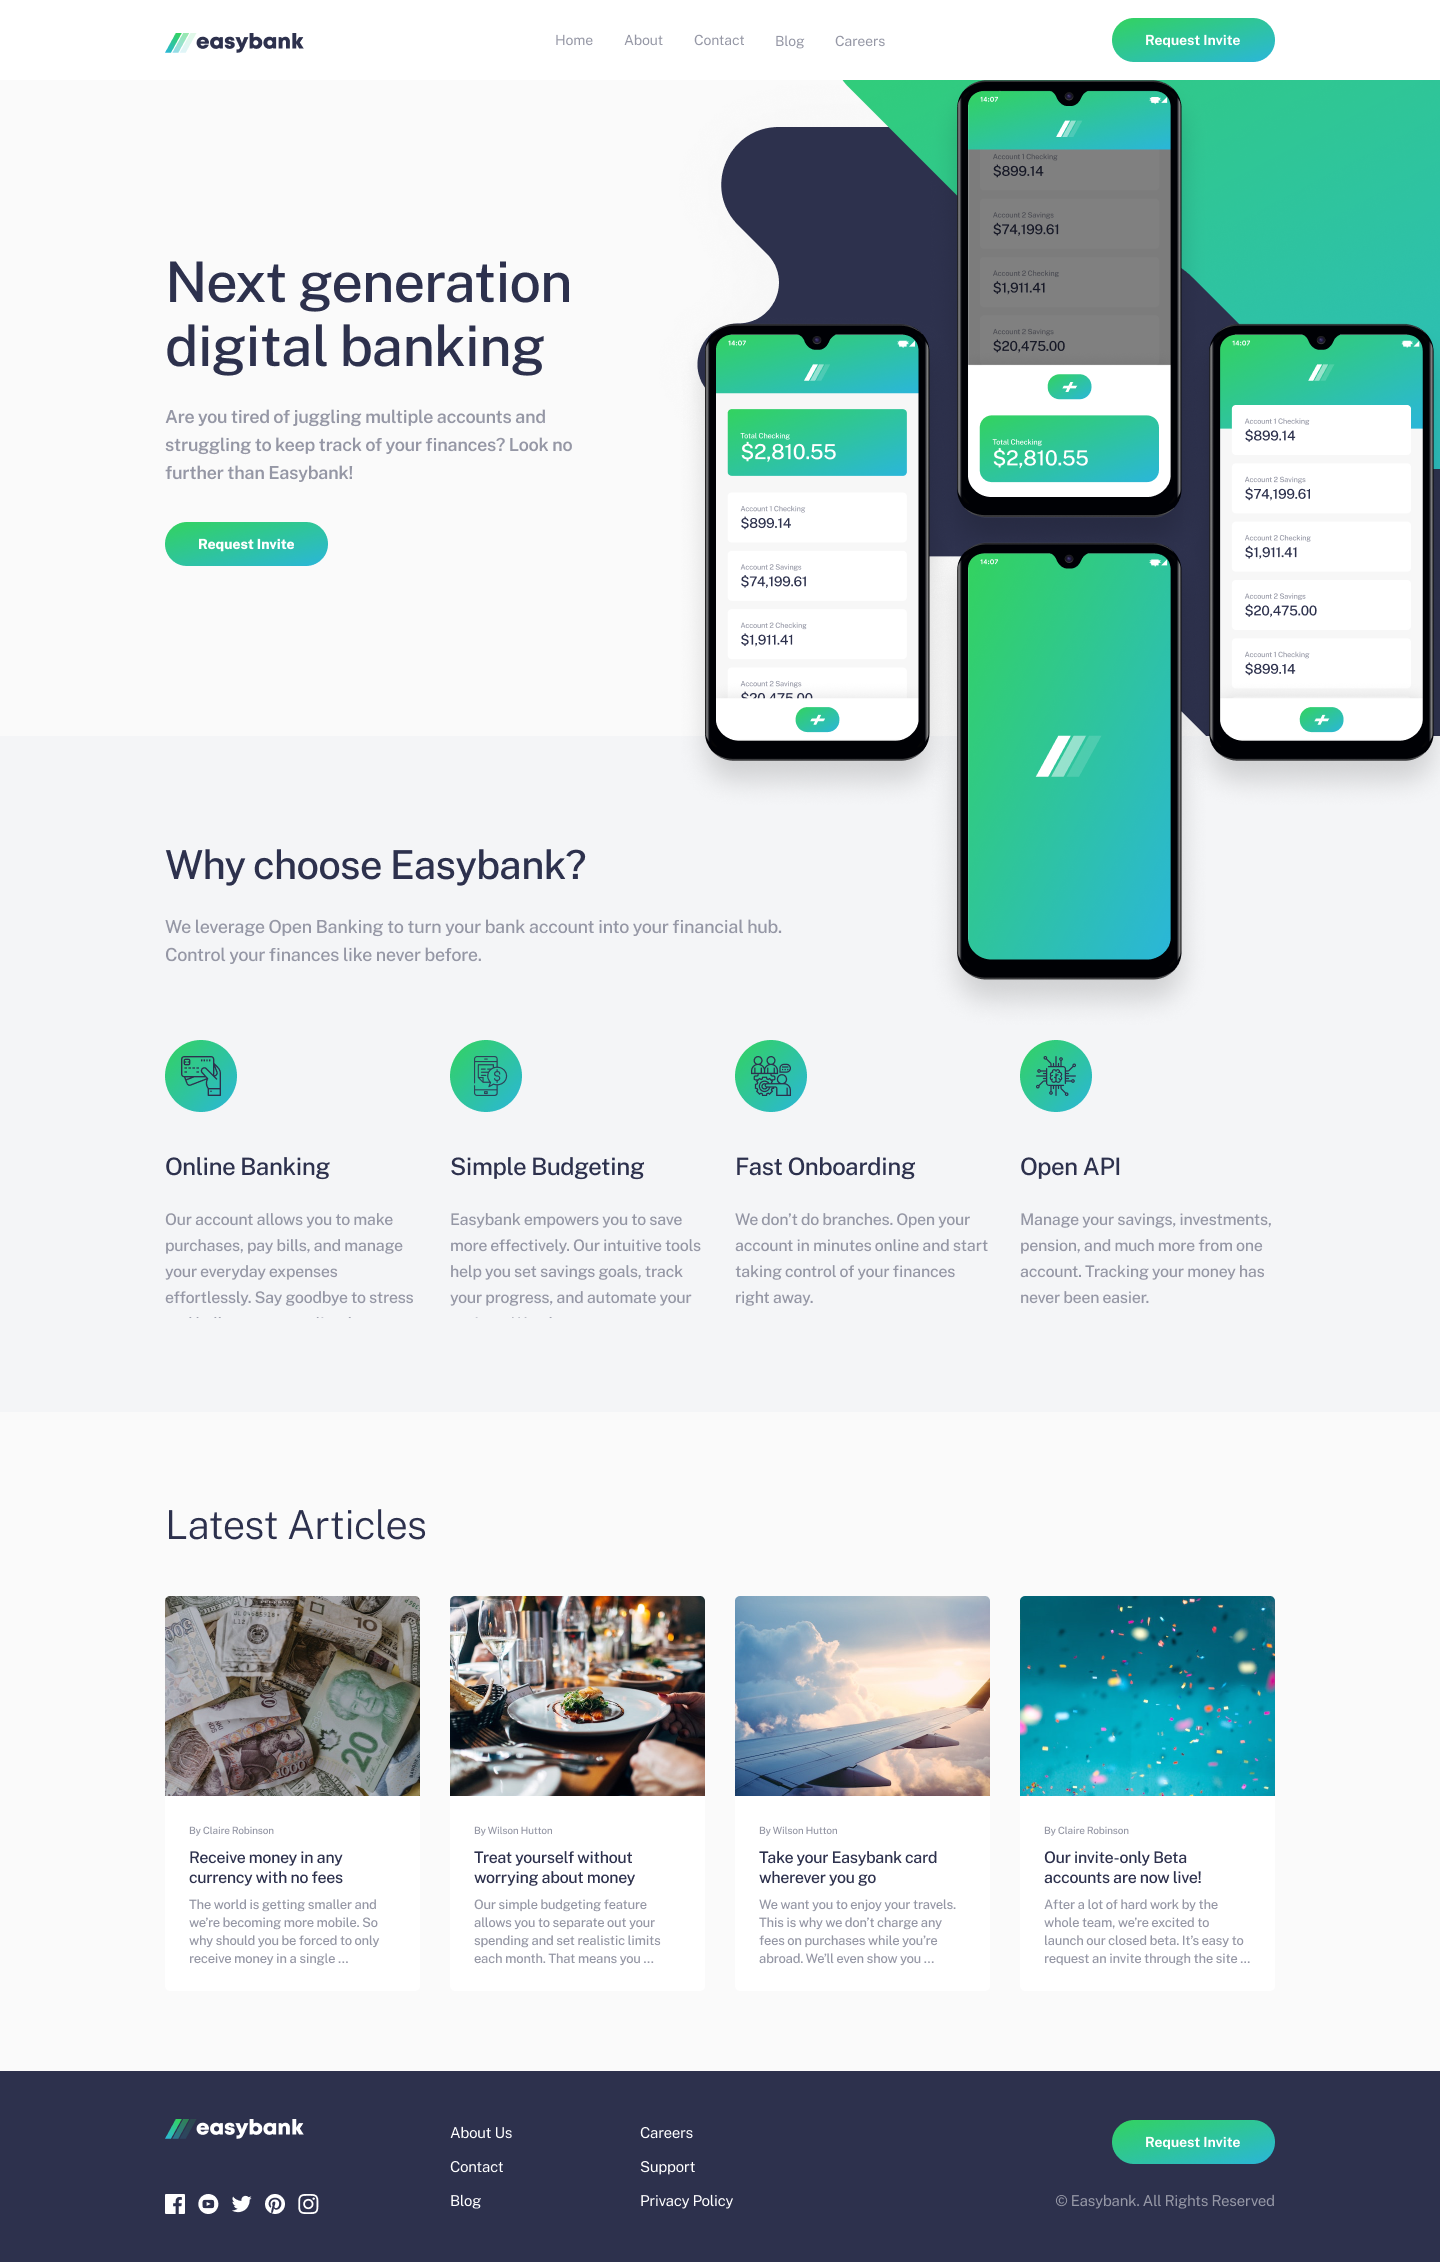 easybank
Home
About
Contact
Blog
Careers
Request Invite
Next generation
digital banking
Are you tired of juggling multiple accounts and
struggling to keep track of your finances? Look no
further than Easybank!
Request Invite
14:07
Account 1 Checking
$899.14
Account 2 Savings
$74,199.61
Account 2 Checking
$1,911.41
Account 2 Savings
$20,475.00
Total Checking
$2,810.55
14:07
Total Checking
$2,810.55
Account 1 Checking
$899.14
Account 2 Savings
$74,199.61
Account 2 Checking
$1,911.41
Account 2 Savings
$20,475.00
14:07
Account 1 Checking
$899.14
Account 2 Savings
$74,199.61
Account 2 Checking
$1,911.41
Account 2 Savings
$20,475.00
Account 1 Checking
$899.14
14:07
Why choose Easybank?
We leverage Open Banking to turn your bank account into your financial hub.
Control your finances like never before.
Online Banking
Our account allows you to make
purchases, pay bills, and manage
your everyday expenses
effortlessly. Say goodbye to stress
Simple Budgeting
Easybank empowers you to save
more effectively. Our intuitive tools
help you set savings goals, track
your progress, and automate your
Fast Onboarding
We don't do branches. Open your
account in minutes online and start
taking control of your finances
right away.
Open API
Manage your savings, investments,
pension, and much more from one
account. Tracking your money has
never been easier.
Latest Articles
10
20
1000
By Claire Robinson
Receive money in any
currency with no fees
The world is getting smaller and
we're becoming more mobile. So
why should you be forced to only
receive money in a single ...
By Wilson Hutton
Treat yourself without
worrying about money
Our simple budgeting feature
allows you to separate out your
spending and set realistic limits
each month. That means you ...
By Wilson Hutton
Take your Easybank card
wherever you go
We want you to enjoy your travels.
This is why we don't charge any
fees on purchases while you're
abroad. We'll even show you ...
By Claire Robinson
Our invite-only Beta
accounts are now live!
After a lot of hard work by the
whole team, we're excited to
launch our closed beta. It's easy to
request an invite through the site ...
easybank
About Us
Contact
Blog
Careers
Support
Privacy Policy
Request Invite
© Easybank. All Rights Reserved